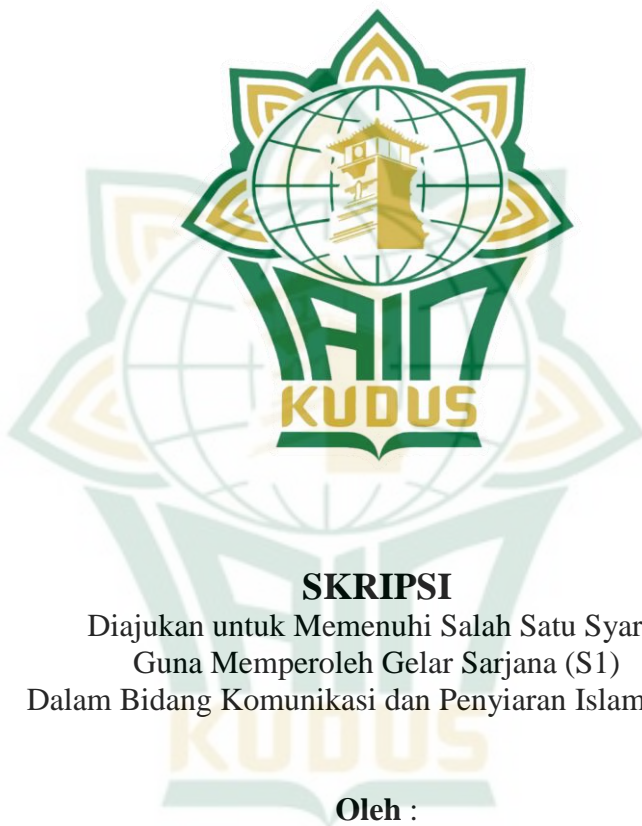 IAIN
KUDUS
SKRIPSI
Diajukan untuk Memenuhi Salah Satu
Guna Memperoleh Gelar Sarjana (S1)
Dalam Bidang Komunikasi dan Penyiaran Islam
Oleh :